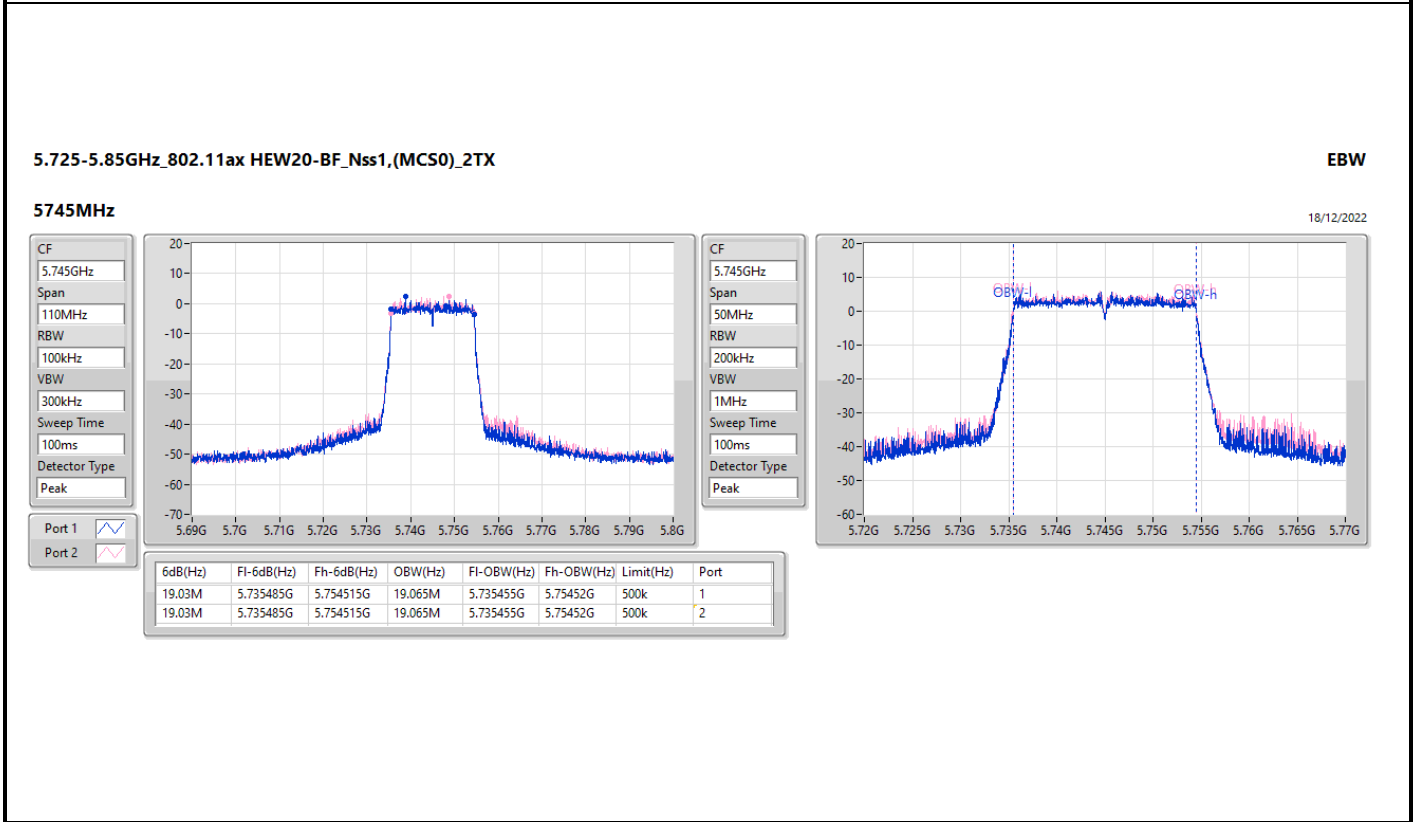 5.725-5.85GHz_802.11ax HEW20-BF_Nss1,(MCS0)_2TX
EBW
5745MHz
18/12/2022
CF
5.745GHz
Span
110MHz
RBW
100kHz
VBW
300kHz
Sweep Time
100ms
Detector Type
Peak
Port 1
Port 2
20
10
0
-10
-20
-30
-40
-50
-60
-70
5.69G 5.7G 5.71G 5.72G 5.73G 5.74G 5.75G 5.76G 5.77G 5.78G 5.79G 5.8G
CF
5.745GHz
Span
50MHz
RBW
200kHz
VBW
1MHz
Sweep Time
100ms
Detector Type
Peak
20
10
0
-10
-20
-30
-40
-50
-60
OBW-l
OBW-h
5.72G 5.725G 5.73G 5.735G 5.74G 5.745G 5.75G 5.755G 5.76G 5.765G 5.77G
6dB(Hz) Fl-6dB(Hz) Fh-6dB(Hz) OBW(Hz) Fl-OBW(Hz) Fh-OBW(Hz) Limit(Hz) Port
19.03M 5.735485G 5.754515G 19.065M 5.735455G 5.75452G 500k 1
19.03M 5.735485G 5.754515G 19.065M 5.735455G 5.75452G 500k 2